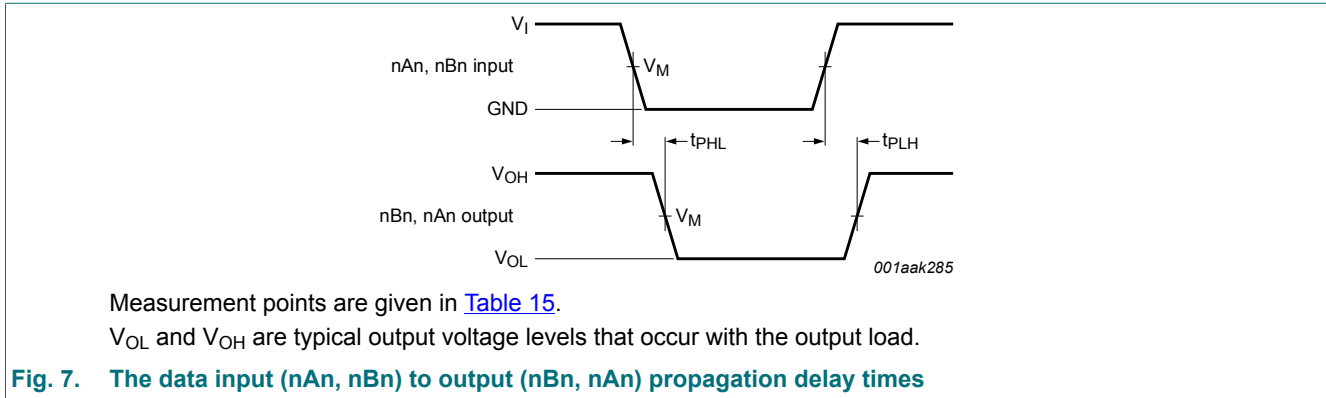 V_I
nAn, nBn input
V_M
GND
t_PHL
t_PLH
V_OH
nBn, nAn output
V_M
V_OL
001aak285
Measurement points are given in Table 15.
V_OL and V_OH are typical output voltage levels that occur with the output load.
Fig. 7. The data input (nAn, nBn) to output (nBn, nAn) propagation delay times